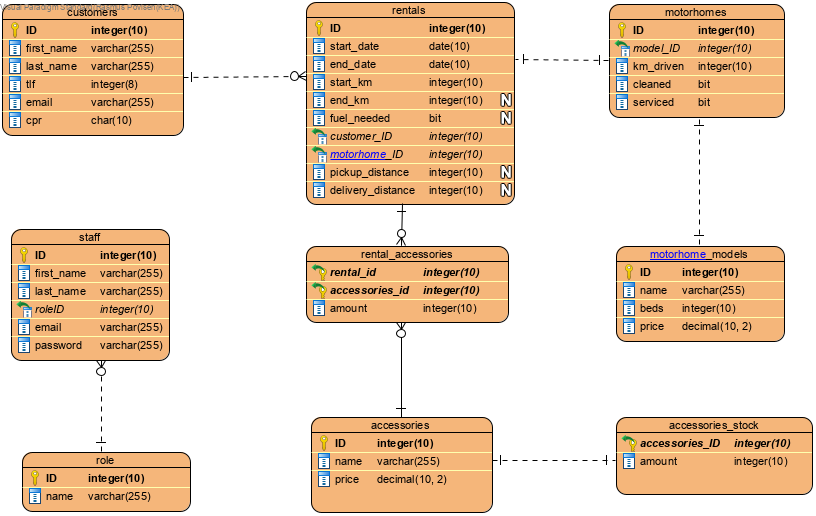 Visual Paradigm Standard(Rasmus Povlsen(KEA))
customers
ID integer(10)
first_name varchar(255)
last_name varchar(255)
tlf integer(8)
email varchar(255)
cpr char(10)
rentals
ID integer(10)
start_date date(10)
end_date date(10)
start_km integer(10)
end_km integer(10) N
fuel_needed bit N
customer_ID integer(10)
motorhome_ID integer(10)
pickup_distance integer(10) N
delivery_distance integer(10) N
motorhomes
ID integer(10)
model_ID integer(10)
km_driven integer(10)
cleaned bit
serviced bit
staff
ID integer(10)
first_name varchar(255)
last_name varchar(255)
roleID integer(10)
email varchar(255)
password varchar(255)
rental_accessories
rental_id integer(10)
accessories_id integer(10)
amount integer(10)
motorhome_models
ID integer(10)
name varchar(255)
beds integer(10)
price decimal(10, 2)
role
ID integer(10)
name varchar(255)
accessories
ID integer(10)
name varchar(255)
price decimal(10, 2)
accessories_stock
accessories_ID integer(10)
amount integer(10)